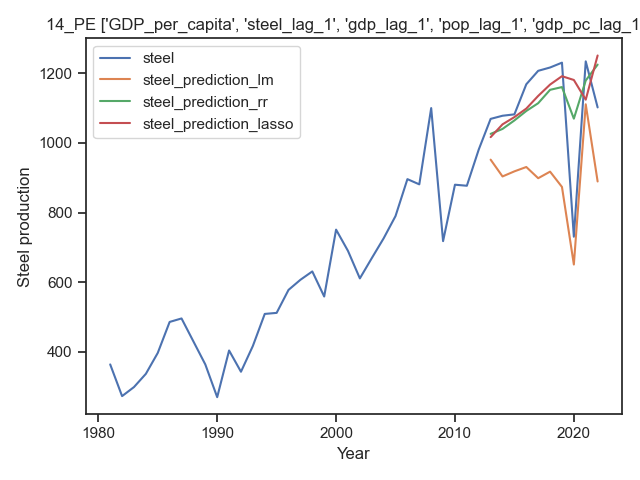 14_PE ['GDP_per_capita', 'steel_lag_1', 'gdp_lag_1', 'pop_lag_1', 'gdp_pc_lag_1
steel
steel_prediction_lm
steel_prediction_rr
steel_prediction_lasso
1200
1000
800
600
400
Steel production
1980
1990
2000
2010
2020
Year